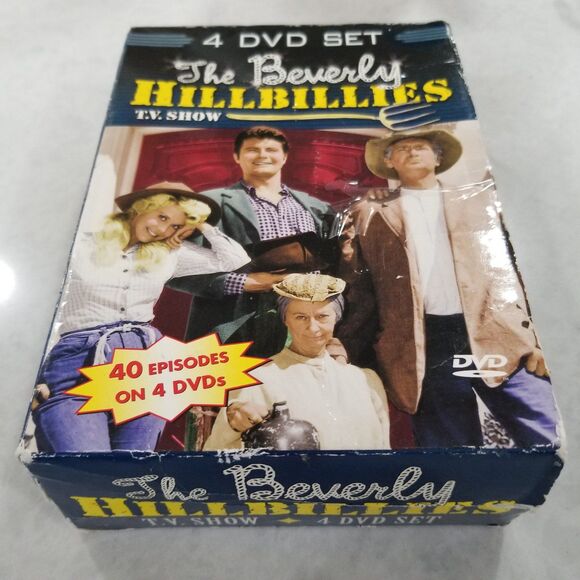 4 DVD SET
The Beverly
HILLBILLIES
T.V. SHOW
40 EPISODES
ON 4 DVDs
DVD
The Beverly
HILLBILLIES
T.V. SHOW 4 DVD SET